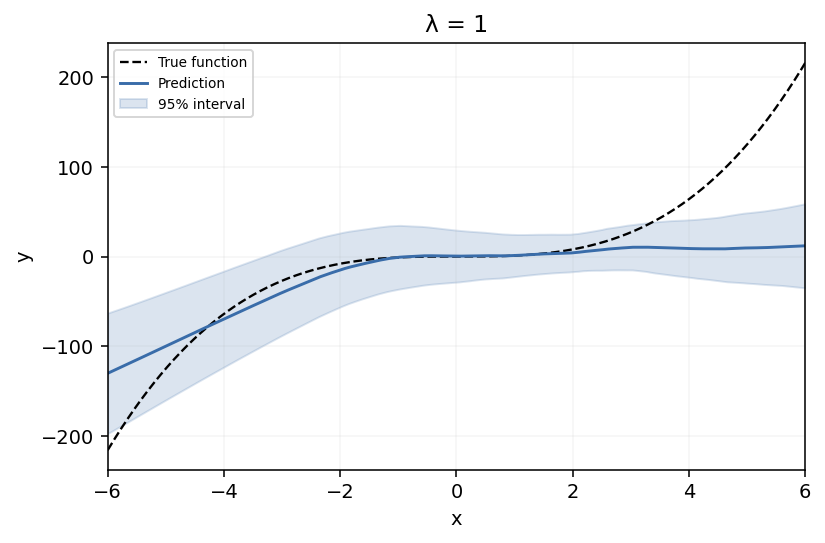 λ = 1
True function
Prediction
95% interval
200
100
0
−100
−200
y
−6
−4
−2
0
2
4
6
x